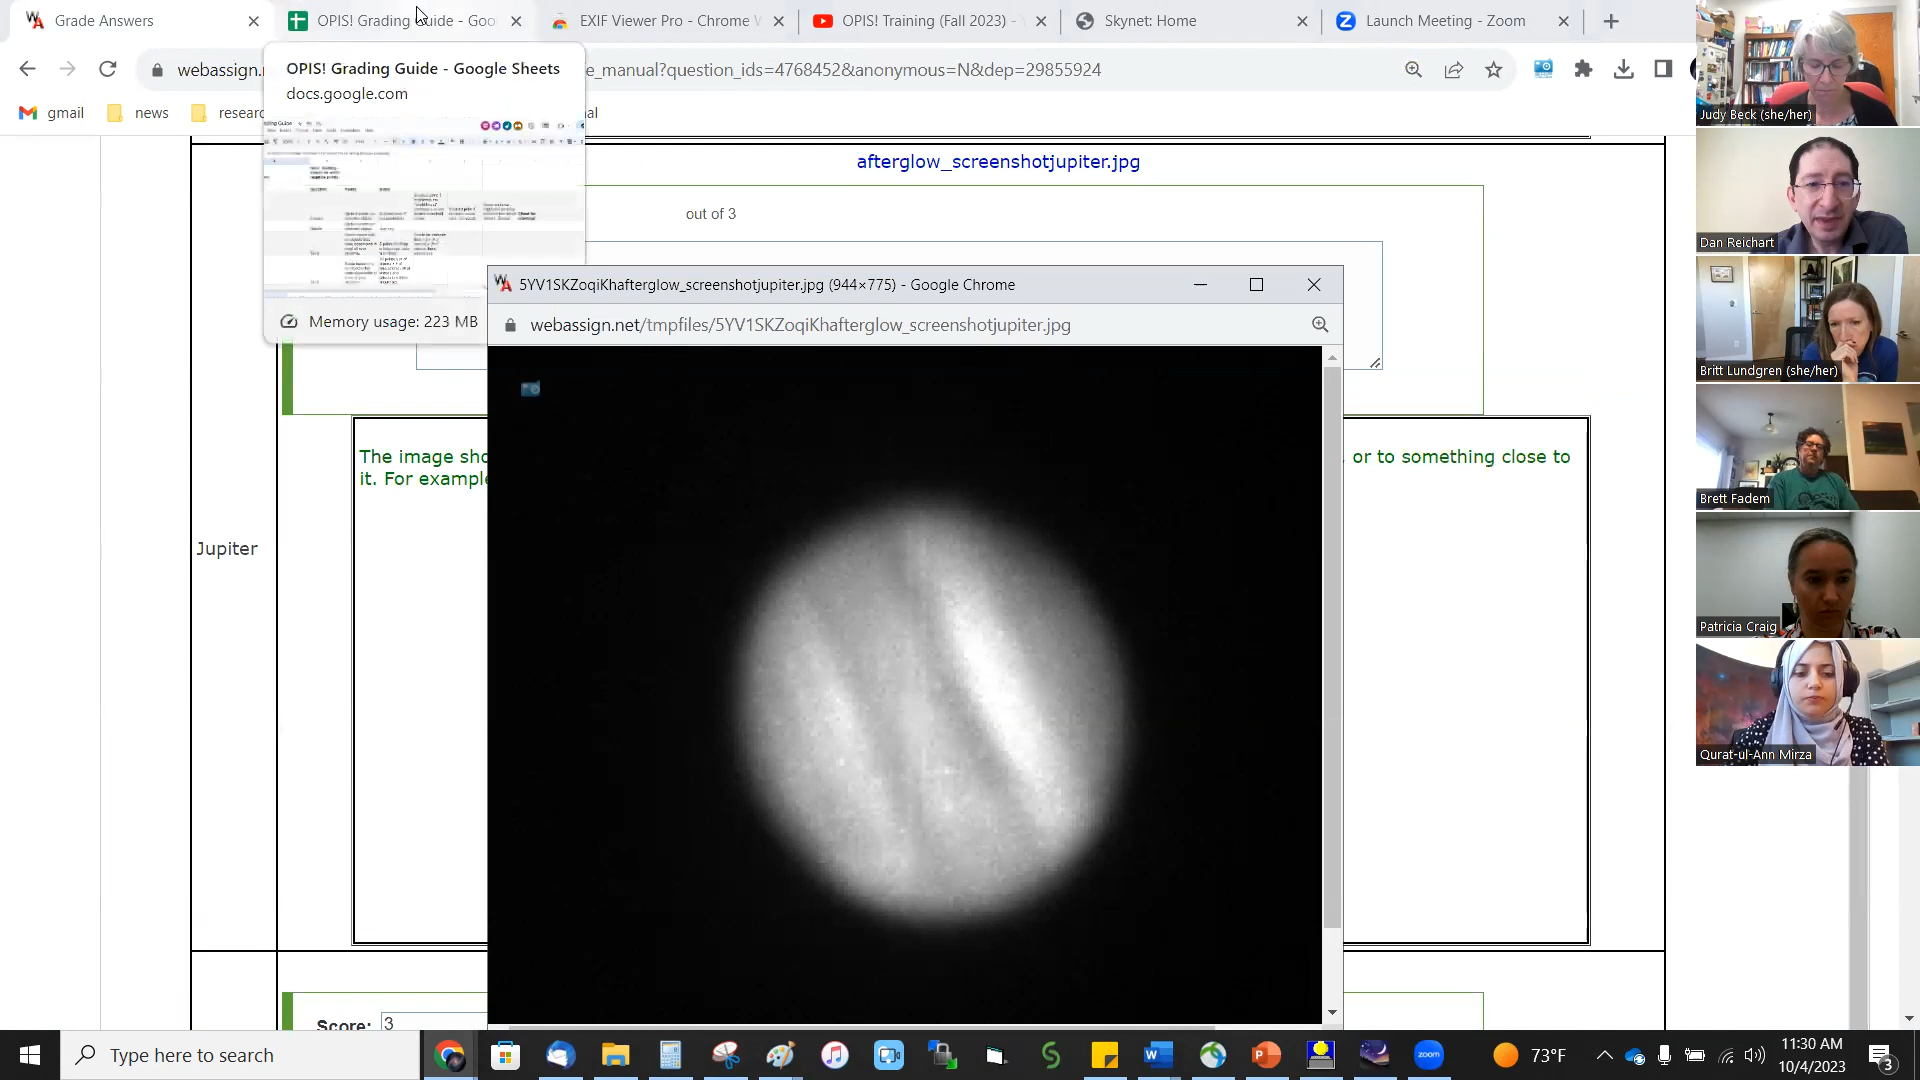 Grade Answers
OPIS! Grading Guide - Goo
EXIF Viewer Pro - Chrome W
OPIS! Training (Fall 2023) -
Skynet: Home
Launch Meeting - Zoom
webassign.n
e_manual?question_ids=4768452&anonymous=N&dep=29855924
OPIS! Grading Guide - Google Sheets
docs.google.com
gmail
news
research
al
Memory usage: 223 MB
afterglow_screenshotjupiter.jpg
out of 3
5YV1SKZoqiKhafterglow_screenshotjupiter.jpg (944×775) - Google Chrome
webassign.net/tmpfiles/5YV1SKZoqiKhafterglow_screenshotjupiter.jpg
The image sho
, or to something close to
it. For example
Jupiter
Score: 3
Judy Beck (she/her)
Dan Reichart
Britt Lundgren (she/her)
Brett Fadem
Patricia Craig
Qurat-ul-Ann Mirza
Type here to search
zoom
73°F
11:30 AM
10/4/2023
3